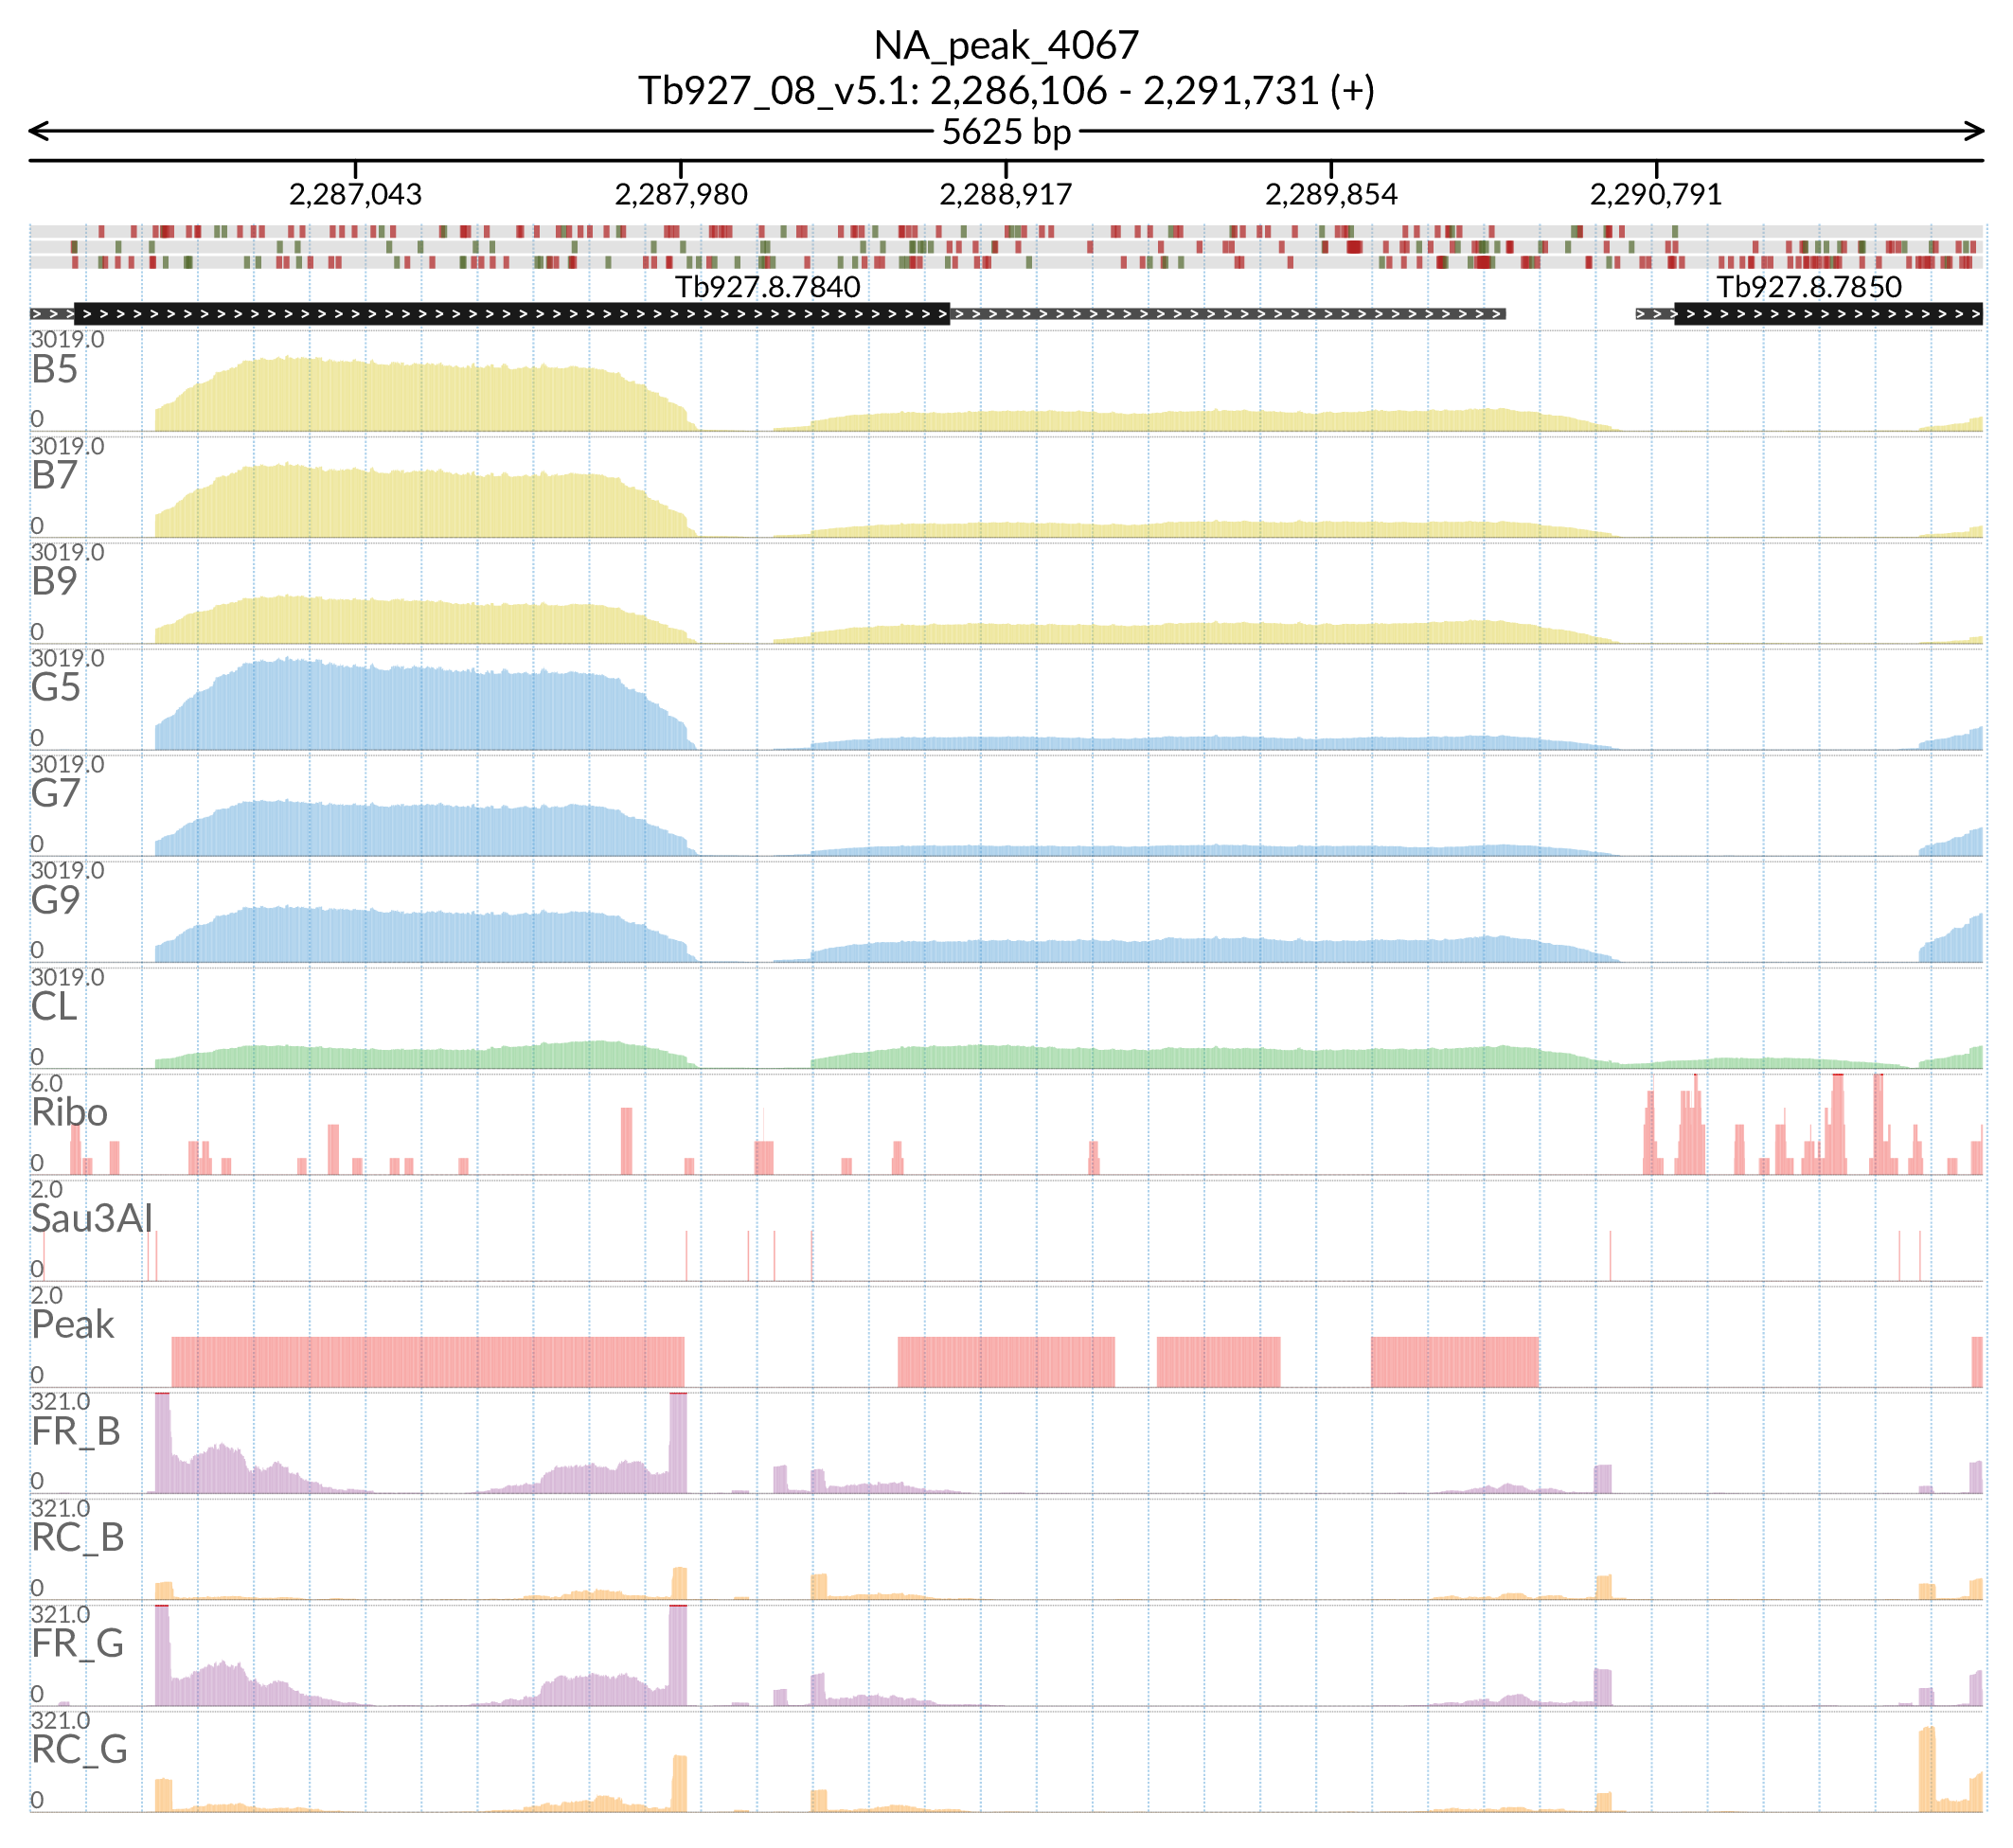 NA_peak_4067
Tb927_08_v5.1: 2,286,106 - 2,291,731 (+)
5625 bp
2,287,043 2,287,980 2,288,917 2,289,854 2,290,791
Tb927.8.7840 Tb927.8.7850
3019.0
B5
0
3019.0
B7
0
3019.0
B9
0
3019.0
G5
0
3019.0
G7
0
3019.0
G9
0
3019.0
CL
0
6.0
Ribo
0
2.0
Sau3AI
0
2.0
Peak
0
321.0
FR_B
0
321.0
RC_B
0
321.0
FR_G
0
321.0
RC_G
0